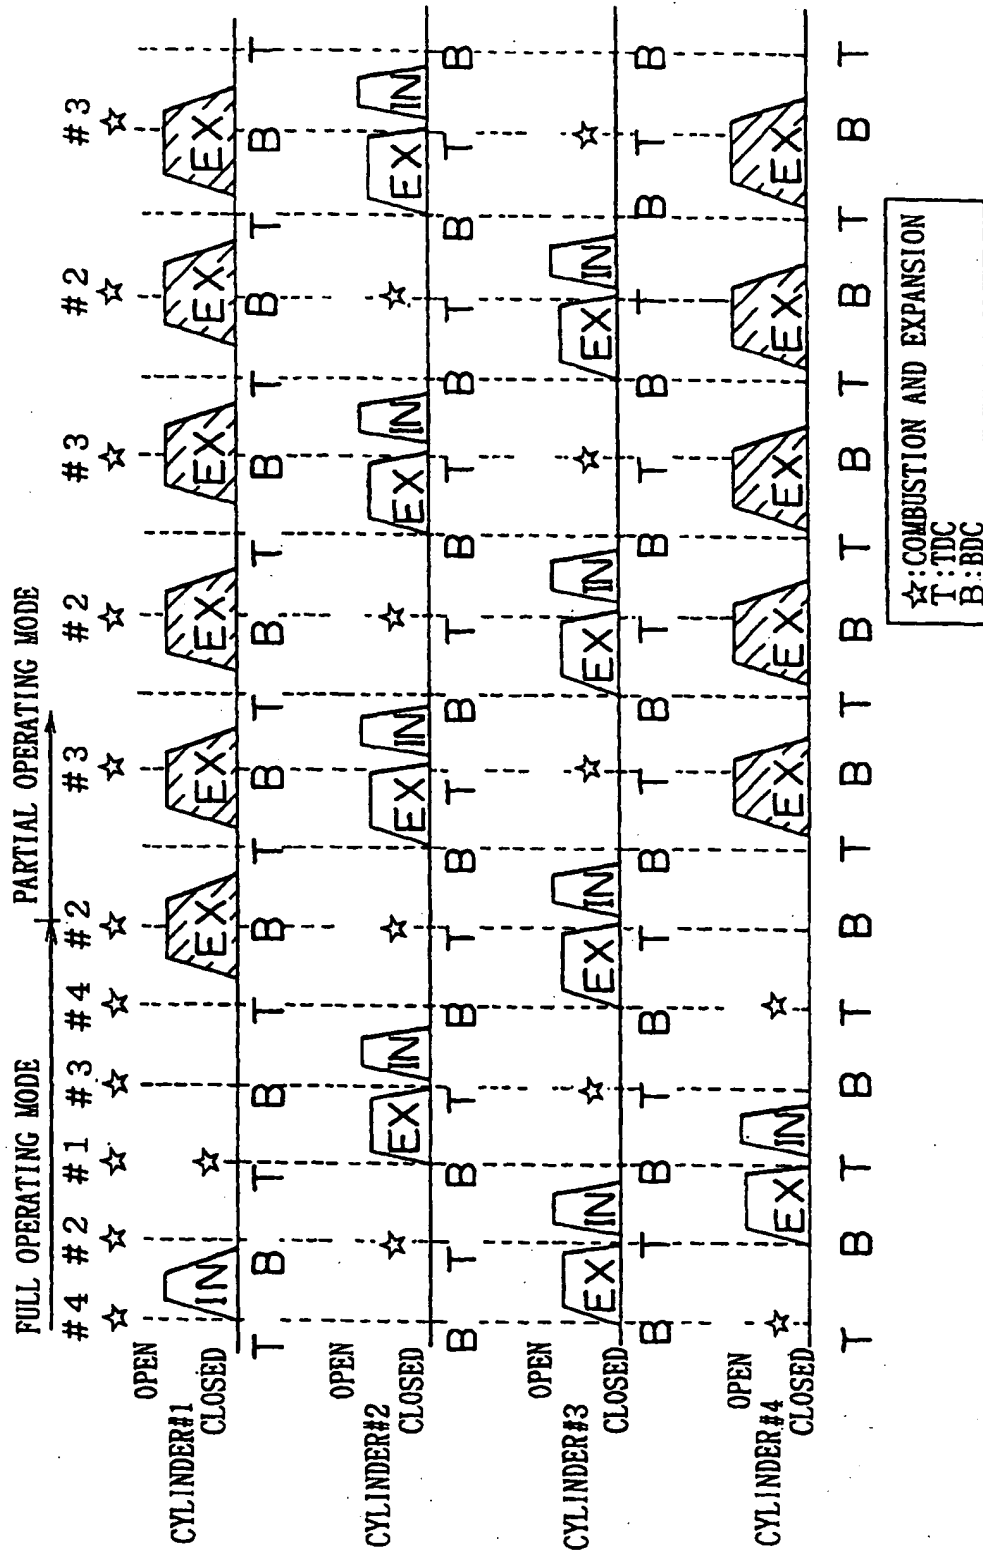 FULL OPERATING MODE PARTIAL OPERATING MODE
#4 #2 #1 #3 #4 #2 #3 #2 #3 #2 #3
OPEN
IN EX EX EX EX EX EX
CYLINDER#1
CLOSED
T B T B T B T B T B T B T B T B T
OPEN
EX IN EX IN EX IN EX IN
CYLINDER#2
CLOSED
B T B T B T B T B T B T B T B T B
OPEN
EX IN EX IN EX IN EX IN
CYLINDER#3
CLOSED
B T B T B T B T B T B T B T B T B
OPEN
EX IN EX EX EX EX EX
CYLINDER#4
CLOSED
T B T B T B T B T B T B T B T B T
☆:COMBUSTION AND EXPANSION
T:TDC
B:BDC